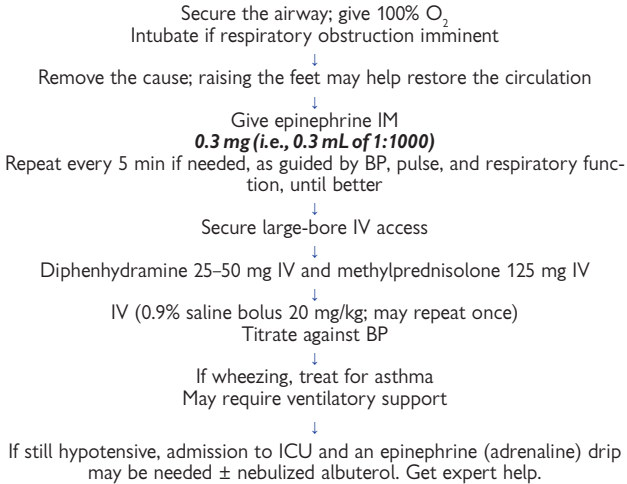 Secure the airway; give 100% O₂
Intubate if respiratory obstruction imminent
↓
Remove the cause; raising the feet may help restore the circulation
↓
Give epinephrine IM
0.3 mg (i.e., 0.3 mL of 1:1000)
Repeat every 5 min if needed, as guided by BP, pulse, and respiratory func-
tion, until better
↓
Secure large-bore IV access
↓
Diphenhydramine 25–50 mg IV and methylprednisolone 125 mg IV
↓
IV (0.9% saline bolus 20 mg/kg; may repeat once)
Titrate against BP
↓
If wheezing, treat for asthma
May require ventilatory support
↓
If still hypotensive, admission to ICU and an epinephrine (adrenaline) drip
may be needed ± nebulized albuterol. Get expert help.